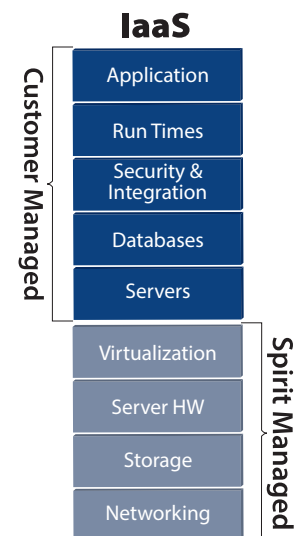 IaaS
Customer Managed
Application
Run Times
Security &
Integration
Databases
Servers
Virtualization
Server HW
Storage
Networking
Spirit Managed